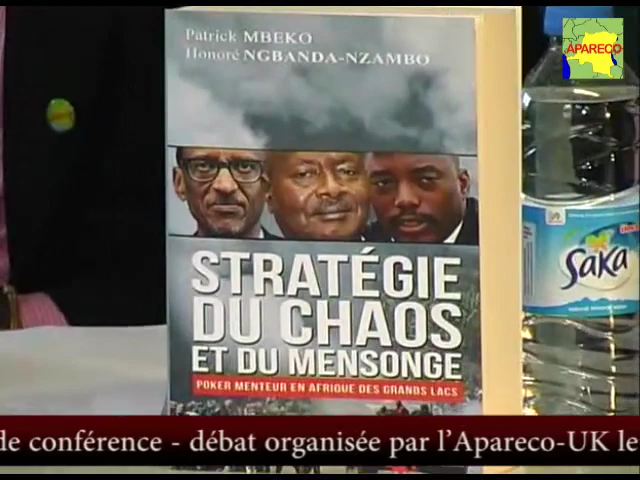 Patrick MBEKO
Honoré NGBANDA-NZAMBO
APARECO
STRATÉGIE
DU CHAOS
ET DU MENSONGE
POKER MENTEUR EN AFRIQUE DES GRANDS LACS
SAKA
de conférence - débat organisée par l'Apareco-UK le